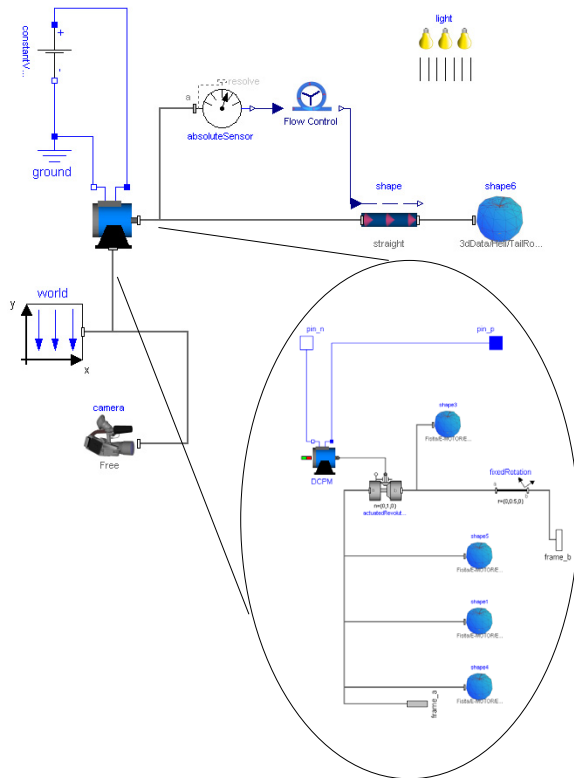 constantV...
+
-
ground
light
resolve
a
absoluteSensor
Flow Control
shape
straight
shape6
3dData/Heli/TailRo...
world
y
x
camera
Free
pin_n
pin_p
shape3
DCPM
n={0,1,0}
actuatedRevolut...
fixedRotation
r={0,0.5,0}
frame_b
shape5
shape1
shape4
frame_a